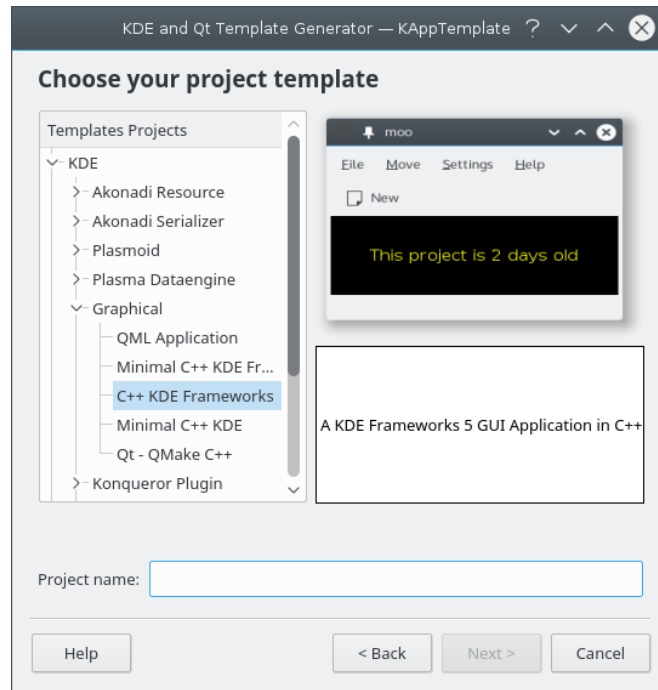 KDE and Qt Template Generator — KAppTemplate ?
Choose your project template
Templates Projects
KDE
Akonadi Resource
Akonadi Serializer
Plasmoid
Plasma Dataengine
Graphical
QML Application
Minimal C++ KDE Fr...
C++ KDE Frameworks
Minimal C++ KDE
Qt - QMake C++
Konqueror Plugin
moo
File Move Settings Help
New
This project is 2 days old
A KDE Frameworks 5 GUI Application in C++
Project name:
Help < Back Next > Cancel